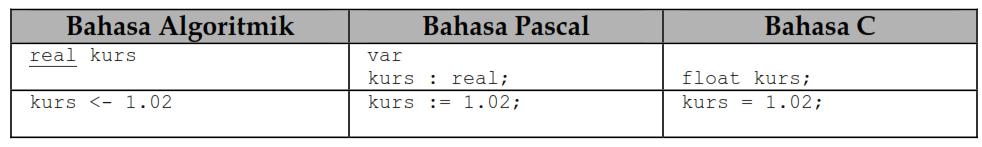 Bahasa Algoritmik
Bahasa Pascal
Bahasa C
real kurs
var
kurs : real;
float kurs;
kurs <- 1.02
kurs := 1.02;
kurs = 1.02;